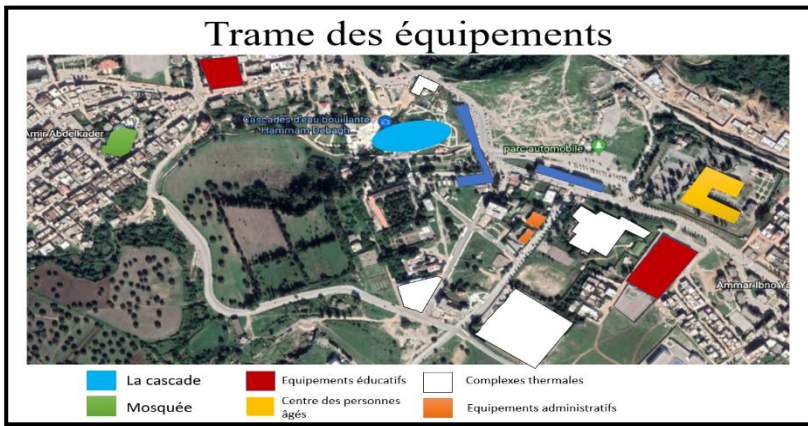 Trame des équipements
Amir Abdelkader
Cascades d'eau bouillante
Hammam Debagh...
parc automobile
Ammar Ibno Ya
La cascade
Equipements éducatifs
Complexes thermales
Mosquée
Centre des personnes
âgés
Equipements administratifs